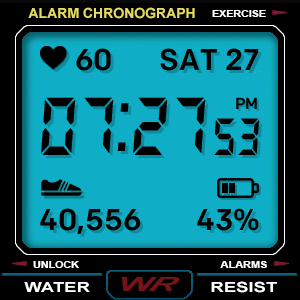 ALARM CHRONOGRAPH EXERCISE
60 SAT 27
PM
07:27 53
40,556 43%
UNLOCK ALARMS
WATER WR RESIST